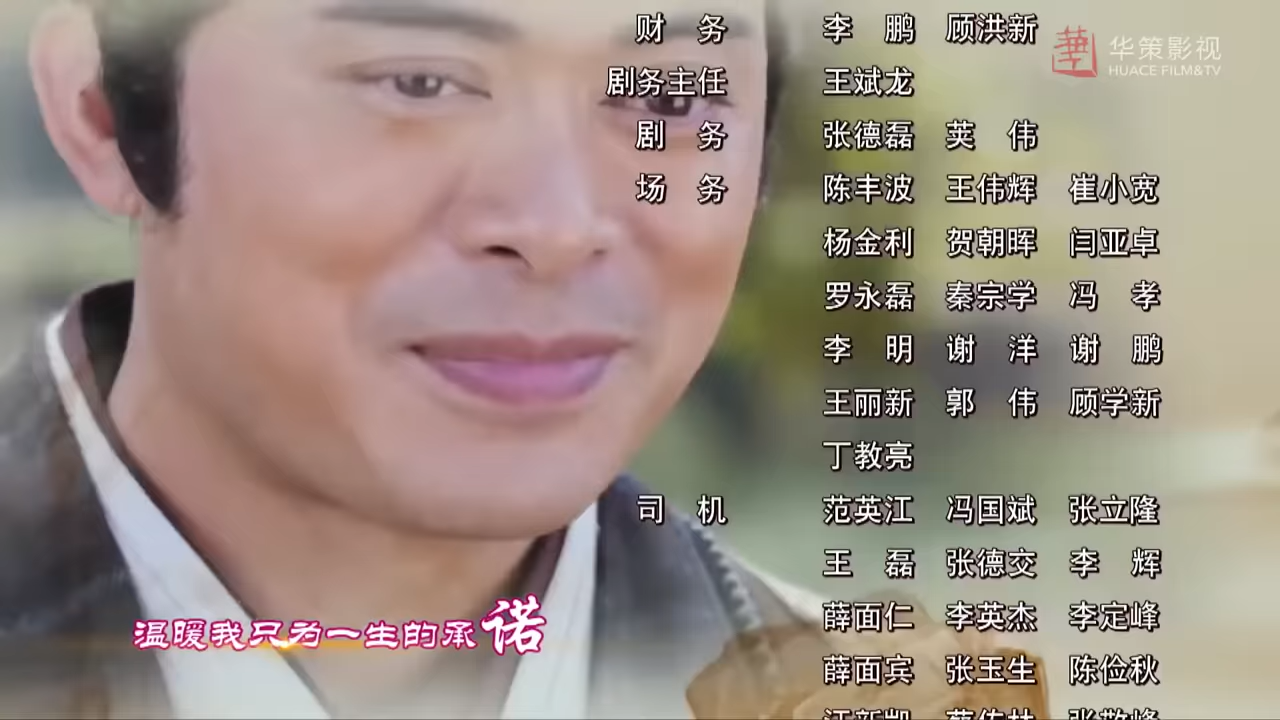 财 务 李 鹏 顾洪新
華 华策影视
HUACE FILM&TV
剧务主任 王斌龙
剧 务 张德磊 荚 伟
场 务 陈丰波 王伟辉 崔小宽
杨金利 贺朝晖 闫亚卓
罗永磊 秦宗学 冯 孝
李 明 谢 洋 谢 鹏
王丽新 郭 伟 顾学新
丁教亮
司 机 范英江 冯国斌 张立隆
王 磊 张德交 李 辉
薛面仁 李英杰 李定峰
薛面宾 张玉生 陈俭秋
温暖我只为一生的承诺